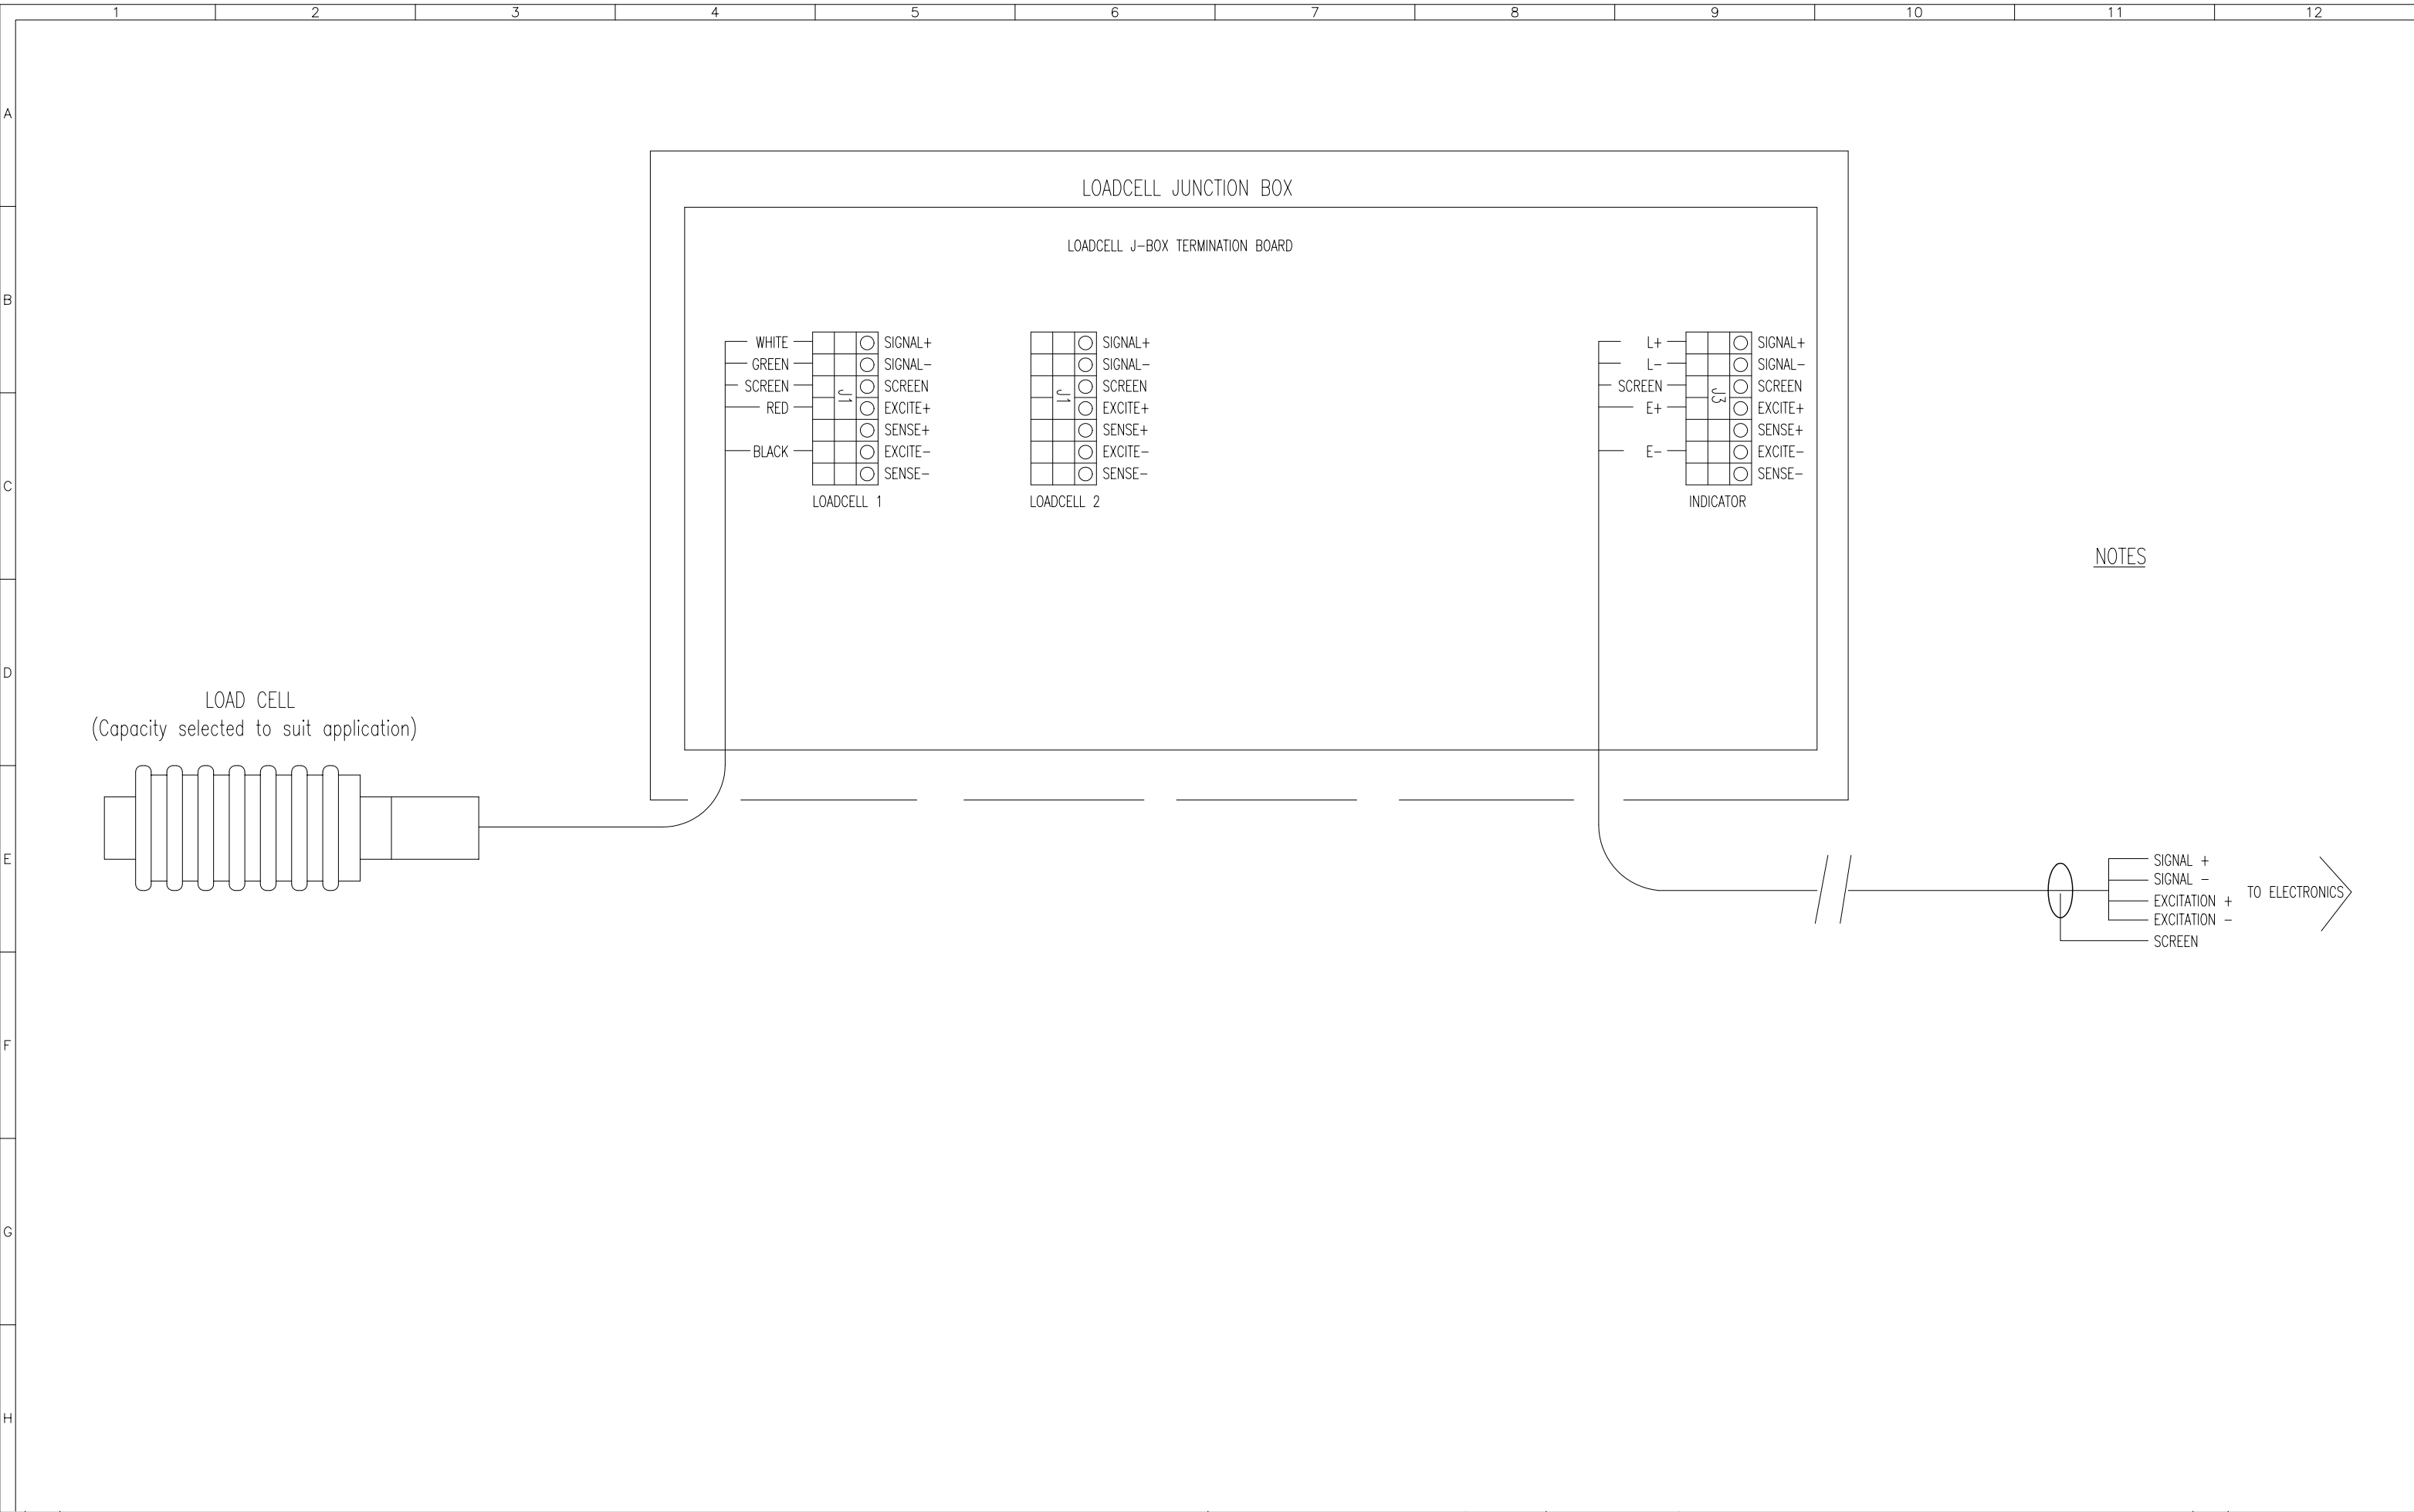 1 2 3 4 5 6 7 8 9 10 11 12
A
LOADCELL JUNCTION BOX
LOADCELL J-BOX TERMINATION BOARD
B
WHITE SIGNAL+
GREEN SIGNAL-
SCREEN SCREEN
RED EXCITE+
SENSE+
BLACK EXCITE-
SENSE-
J1
LOADCELL 1
SIGNAL+
SIGNAL-
SCREEN
EXCITE+
SENSE+
EXCITE-
SENSE-
J1
LOADCELL 2
L+ SIGNAL+
L- SIGNAL-
SCREEN SCREEN
E+ EXCITE+
SENSE+
E- EXCITE-
SENSE-
J3
INDICATOR
C
NOTES
D
LOAD CELL
(Capacity selected to suit application)
E
SIGNAL +
SIGNAL -
EXCITATION +
EXCITATION -
SCREEN
TO ELECTRONICS
F
G
H